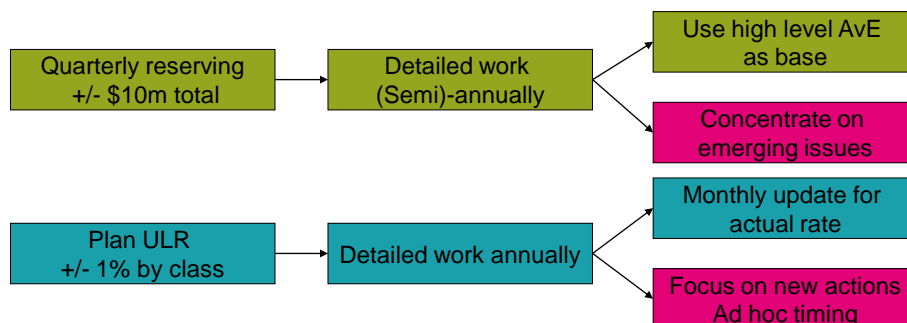 Quarterly reserving
+/- $10m total
Detailed work
(Semi)-annually
Use high level AvE
as base
Concentrate on
emerging issues
Plan ULR
+/- 1% by class
Detailed work annually
Monthly update for
actual rate
Focus on new actions
Ad hoc timing